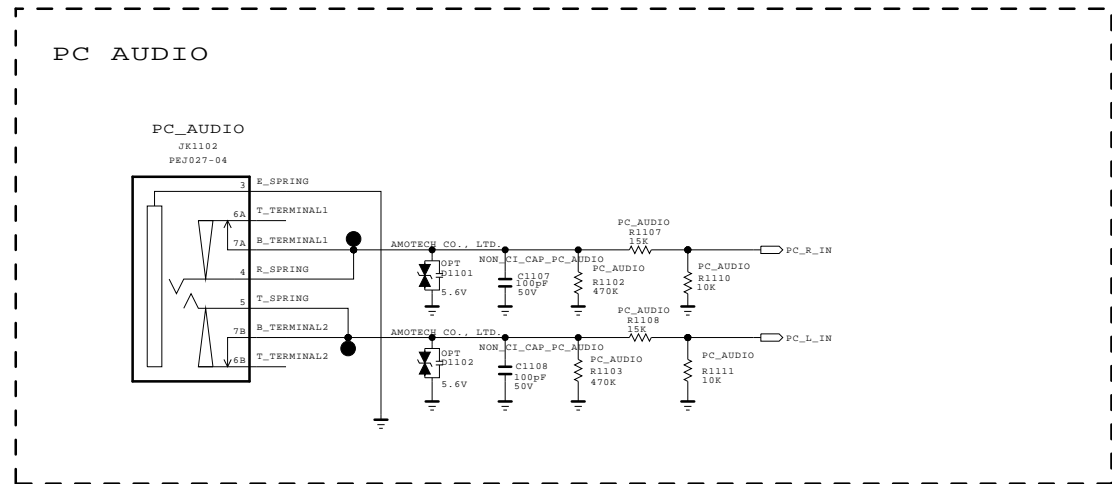 PC AUDIO
PC_AUDIO
JK1102
PEJ027-04
3
E_SPRING
6A
T_TERMINAL1
7A
B_TERMINAL1
4
R_SPRING
5
T_SPRING
7B
B_TERMINAL2
6B
T_TERMINAL2
AMOTECH CO., LTD.
OPT
D1101
5.6V
NON_CI_CAP_PC_AUDIO
C1107
100pF
50V
PC_AUDIO
R1102
470K
PC_AUDIO
R1107
15K
PC_AUDIO
R1110
10K
PC_R_IN
AMOTECH CO., LTD.
OPT
D1102
5.6V
NON_CI_CAP_PC_AUDIO
C1108
100pF
50V
PC_AUDIO
R1103
470K
PC_AUDIO
R1108
15K
PC_AUDIO
R1111
10K
PC_L_IN